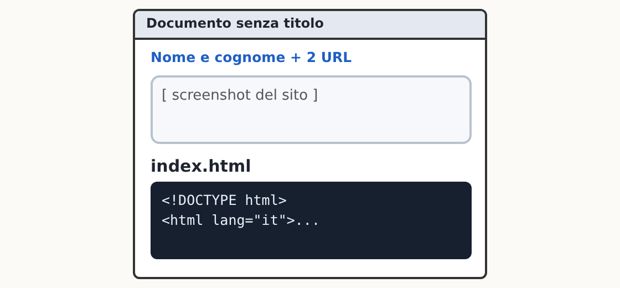 Documento senza titolo
Nome e cognome + 2 URL
[ screenshot del sito ]
index.html
<!DOCTYPE html>
<html lang="it">...